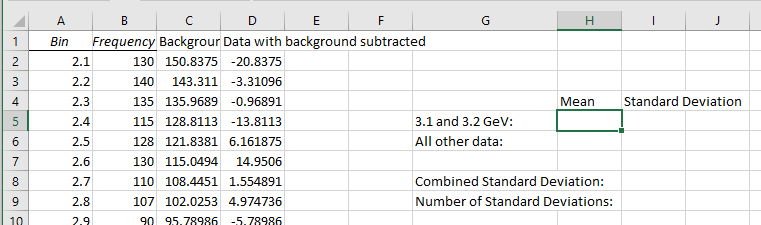 A B C D E F G H I J
1 Bin Frequency Backgrour Data with background subtracted
2 2.1 130 150.8375 -20.8375
3 2.2 140 143.311 -3.31096
4 2.3 135 135.9689 -0.96891 Mean Standard Deviation
5 2.4 115 128.8113 -13.8113 3.1 and 3.2 GeV:
6 2.5 128 121.8381 6.161875 All other data:
7 2.6 130 115.0494 14.9506
8 2.7 110 108.4451 1.554891 Combined Standard Deviation:
9 2.8 107 102.0253 4.974736 Number of Standard Deviations:
10 2.9 90 95.78986 -5.78986